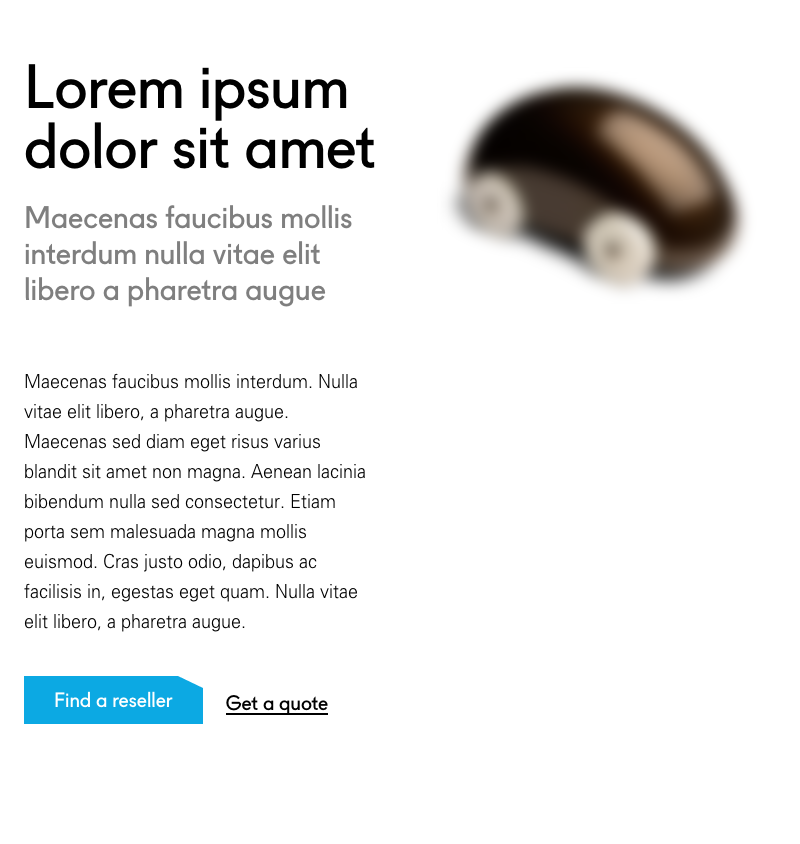 Lorem ipsum
dolor sit amet
Maecenas faucibus mollis
interdum nulla vitae elit
libero a pharetra augue
Maecenas faucibus mollis interdum. Nulla
vitae elit libero, a pharetra augue.
Maecenas sed diam eget risus varius
blandit sit amet non magna. Aenean lacinia
bibendum nulla sed consectetur. Etiam
porta sem malesuada magna mollis
euismod. Cras justo odio, dapibus ac
facilisis in, egestas eget quam. Nulla vitae
elit libero, a pharetra augue.
Find a reseller
Get a quote